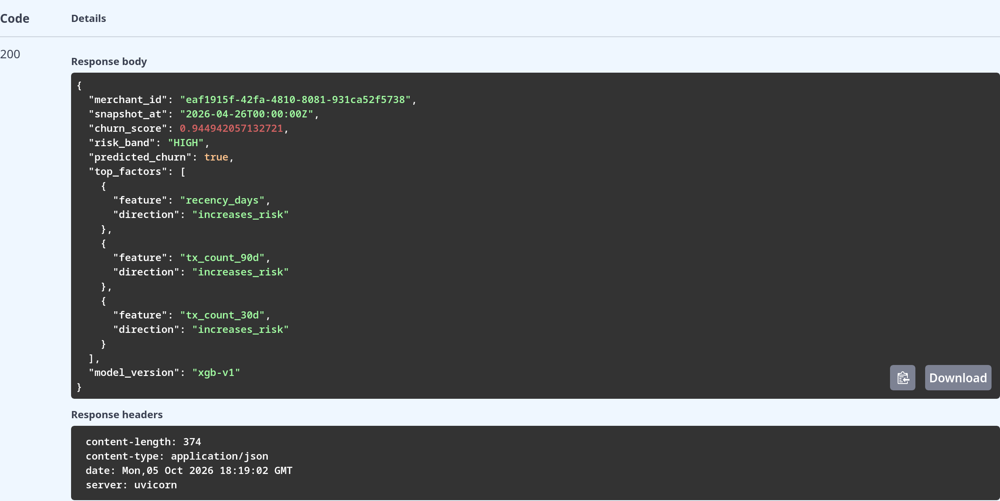 Code Details
200
Response body
{
  "merchant_id": "eaf1915f-42fa-4810-8081-931ca52f5738",
  "snapshot_at": "2026-04-26T00:00:00Z",
  "churn_score": 0.944942057132721,
  "risk_band": "HIGH",
  "predicted_churn": true,
  "top_factors": [
    {
      "feature": "recency_days",
      "direction": "increases_risk"
    },
    {
      "feature": "tx_count_90d",
      "direction": "increases_risk"
    },
    {
      "feature": "tx_count_30d",
      "direction": "increases_risk"
    }
  ],
  "model_version": "xgb-v1"
}
Download
Response headers
content-length: 374
content-type: application/json
date: Mon,05 Oct 2026 18:19:02 GMT
server: uvicorn